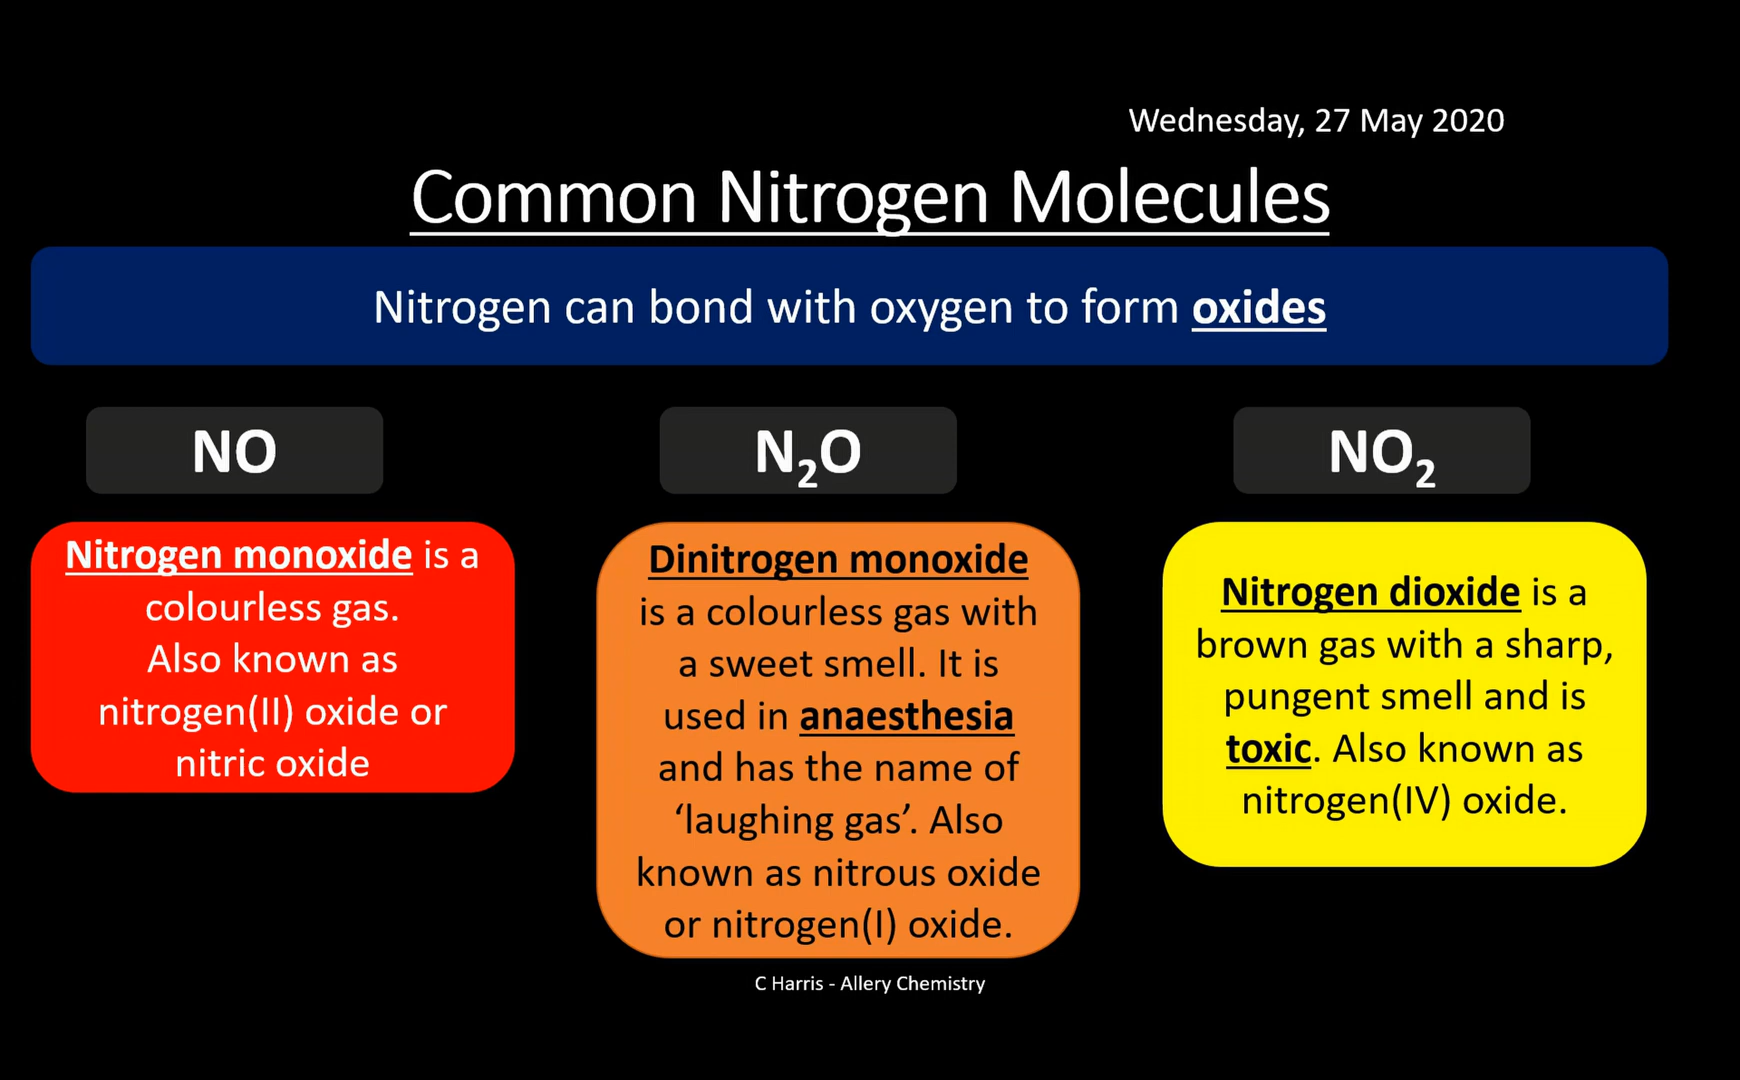 Wednesday, 27 May 2020
Common Nitrogen Molecules
Nitrogen can bond with oxygen to form oxides
NO
Nitrogen monoxide is a
colourless gas.
Also known as
nitrogen(II) oxide or
nitric oxide
N₂O
Dinitrogen monoxide
is a colourless gas with
a sweet smell. It is
used in anaesthesia
and has the name of
‘laughing gas’. Also
known as nitrous oxide
or nitrogen(I) oxide.
NO₂
Nitrogen dioxide is a
brown gas with a sharp,
pungent smell and is
toxic. Also known as
nitrogen(IV) oxide.
C Harris - Allery Chemistry